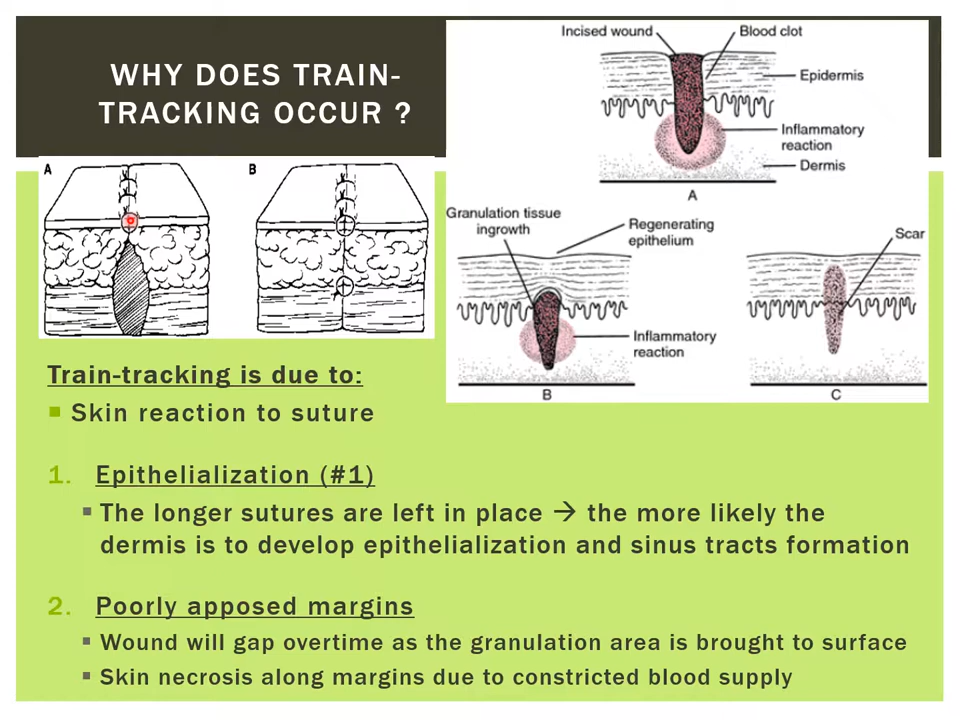 WHY DOES TRAIN-
TRACKING OCCUR ?
Incised wound
Blood clot
Epidermis
Inflammatory
reaction
Dermis
A
A
B
Granulation tissue
ingrowth
Regenerating
epithelium
Inflammatory
reaction
B
Scar
C
Train-tracking is due to:
Skin reaction to suture
1. Epithelialization (#1)
The longer sutures are left in place → the more likely the
dermis is to develop epithelialization and sinus tracts formation
2. Poorly apposed margins
Wound will gap overtime as the granulation area is brought to surface
Skin necrosis along margins due to constricted blood supply